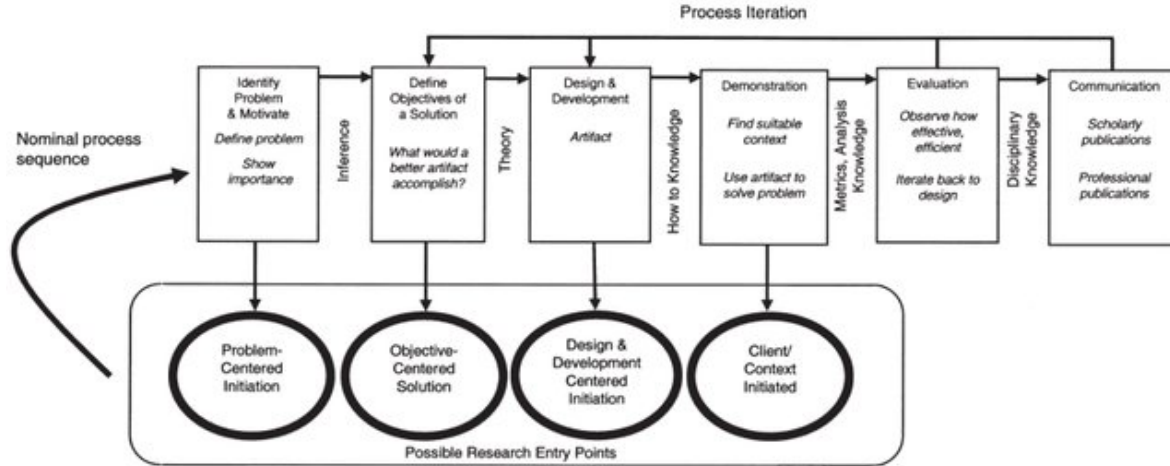 Process Iteration
Nominal process
sequence
Identify
Problem
& Motivate
Define problem
Show
importance
Inference
Define
Objectives of
a Solution
What would a
better artifact
accomplish?
Theory
Design &
Development
Artifact
How to Knowledge
Demonstration
Find suitable
context
Use artifact to
solve problem
Metrics, Analysis
Knowledge
Evaluation
Observe how
effective,
efficient
Iterate back to
design
Disciplinary
Knowledge
Communication
Scholarly
publications
Professional
publications
Problem-
Centered
Initiation
Objective-
Centered
Solution
Design &
Development
Centered
Initiation
Client/
Context
Initiated
Possible Research Entry Points